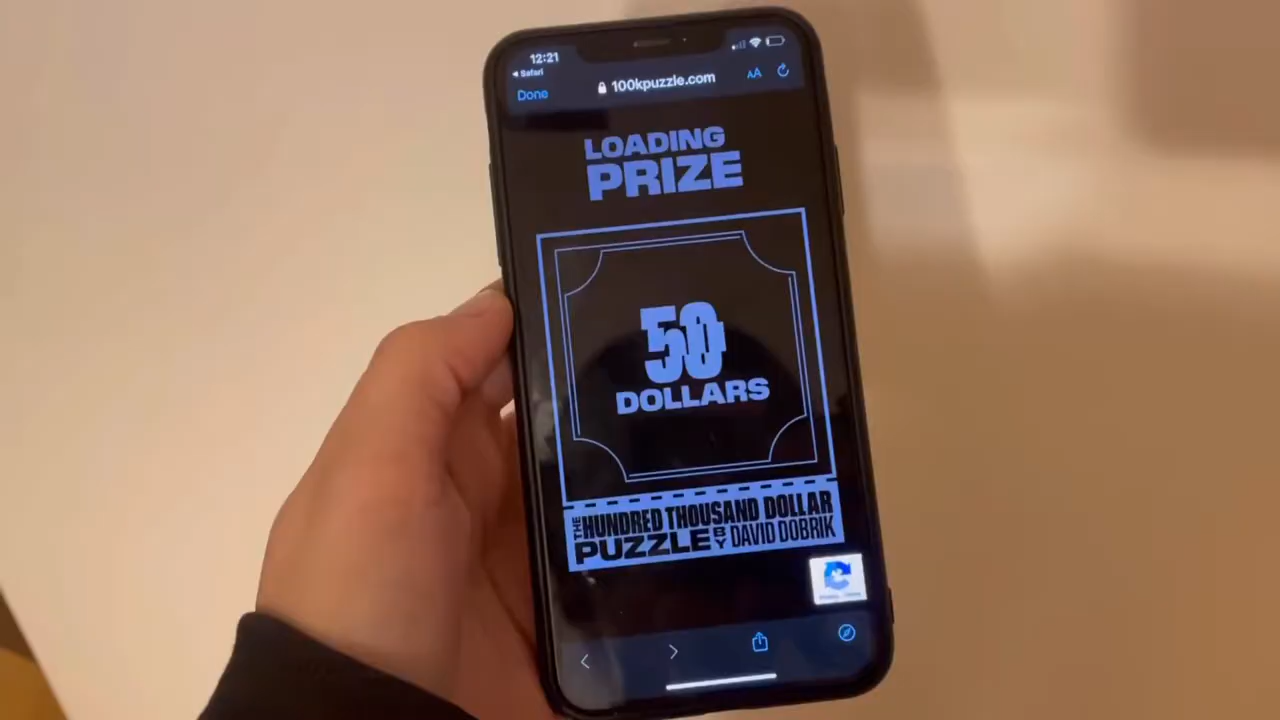 12:21
Safari
Done
100kpuzzle.com
AA
LOADING
PRIZE
50
DOLLARS
THE HUNDRED THOUSAND DOLLAR
PUZZLE BY DAVID DOBRIK